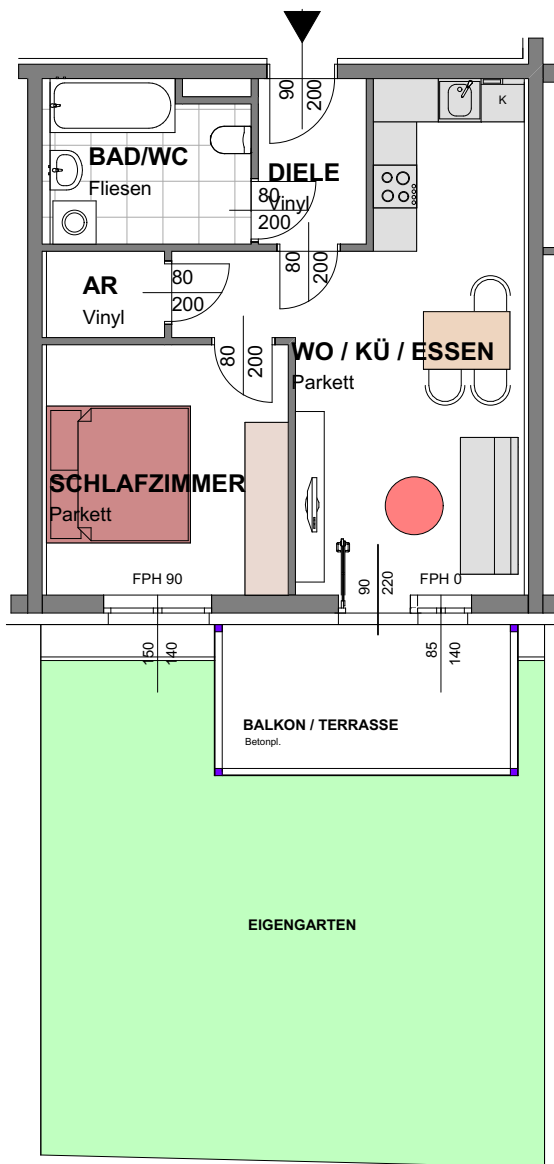 90
200
K
BAD/WC
Fliesen
DIELE
Vinyl
80
200
80
200
AR
Vinyl
80
200
80
200
WO / KÜ / ESSEN
Parkett
SCHLAFZIMMER
Parkett
FPH 90
90
220
FPH 0
150
140
85
140
BALKON / TERRASSE
Betonpl.
EIGENGARTEN